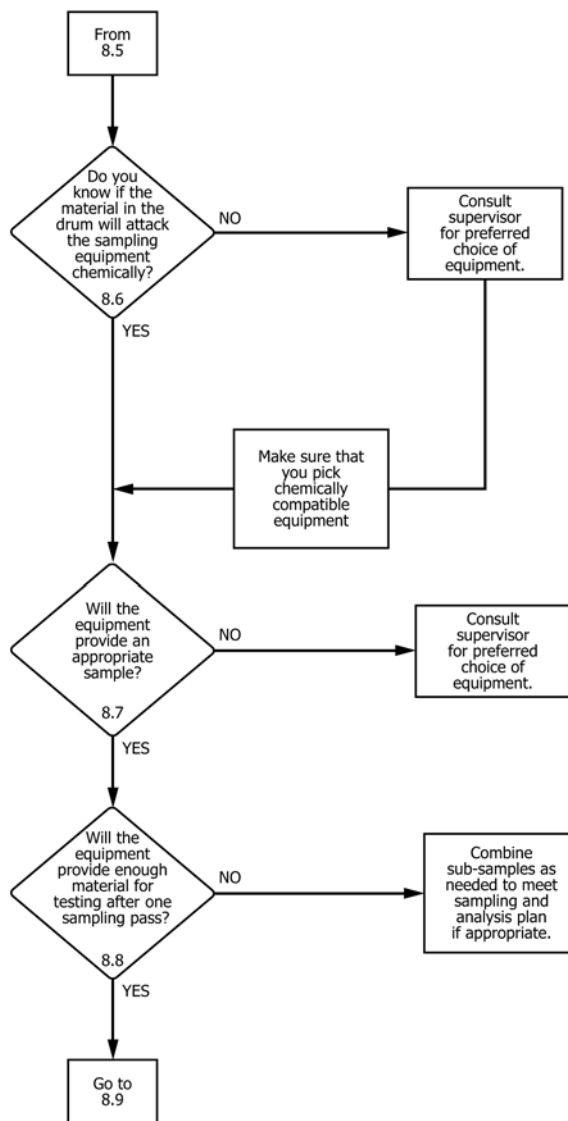 From
8.5
Do you
know if the
material in the
drum will attack
the sampling
equipment
chemically?
8.6
NO
Consult
supervisor
for preferred
choice of
equipment.
YES
Make sure that
you pick
chemically
compatible
equipment
Will the
equipment
provide an
appropriate
sample?
8.7
NO
Consult
supervisor
for preferred
choice of
equipment.
YES
Will the
equipment
provide enough
material for
testing after one
sampling pass?
8.8
NO
Combine
sub-samples as
needed to meet
sampling and
analysis plan
if appropriate.
YES
Go to
8.9